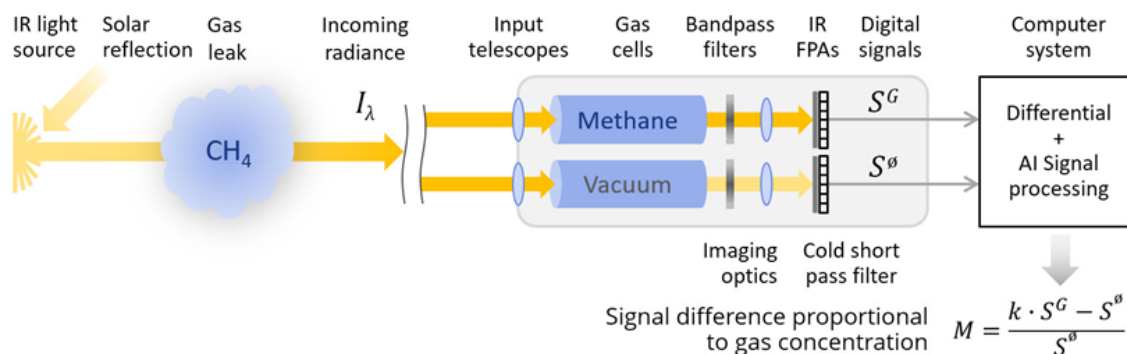 IR light
source
Solar
reflection
Gas
leak
Incoming
radiance
Input
telescopes
Gas
cells
Bandpass
filters
IR
FPAs
Digital
signals
Computer
system
CH₄
I_λ
Methane
S^G
Vacuum
S^ø
Differential
+
AI Signal
processing
Imaging
optics
Cold short
pass filter
Signal difference proportional
to gas concentration
M = (k · S^G − S^ø) / S^ø